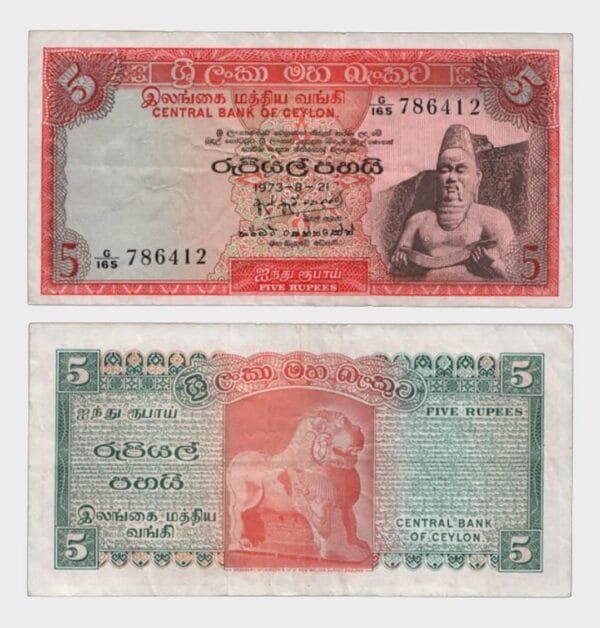 5 ශ්‍රී ලංකා මහ බැංකුව 5
இலங்கை மத்திய வங்கி G/165 786412
CENTRAL BANK OF CEYLON
රුපියල් පහයි
1973-8-21
5 G/165 786412 5
ஐந்து ரூபாய்
FIVE RUPEES
5 ශ්‍රී ලංකා මහ බැංකුව 5
ஐந்து ரூபாய் FIVE RUPEES
රුපියල්
පහයි
இலங்கை மத்திய
வங்கி
CENTRAL BANK
OF CEYLON
5 5